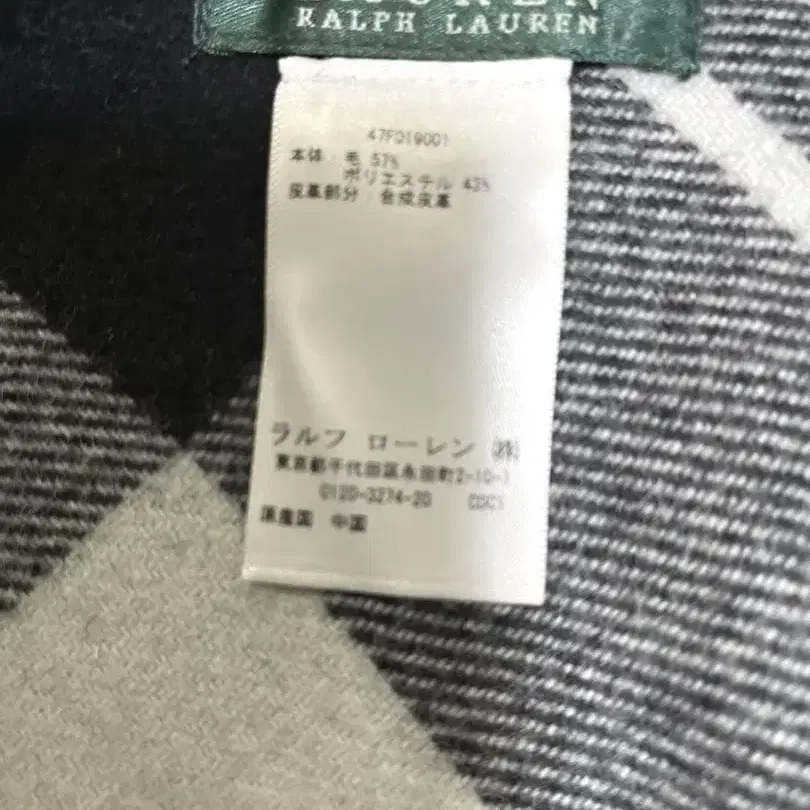 RALPH LAUREN
47F019001
本体 : 毛 57%
ポリエステル 43%
皮革部分 : 合成皮革
ラルフ ローレン (株)
東京都千代田区永田町2-10-1
0120-3274-20
原産国 中国